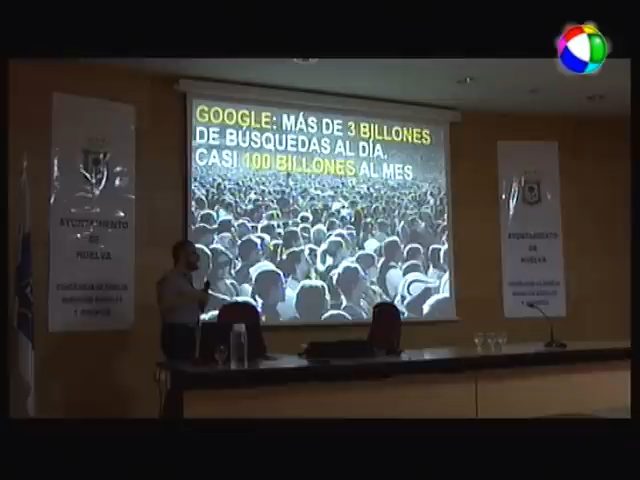 GOOGLE: MÁS DE 3 BILLONES
DE BÚSQUEDAS AL DÍA.
CASI 100 BILLONES AL MES
AYUNTAMIENTO
DE
HUELVA
AYUNTAMIENTO
DE
HUELVA